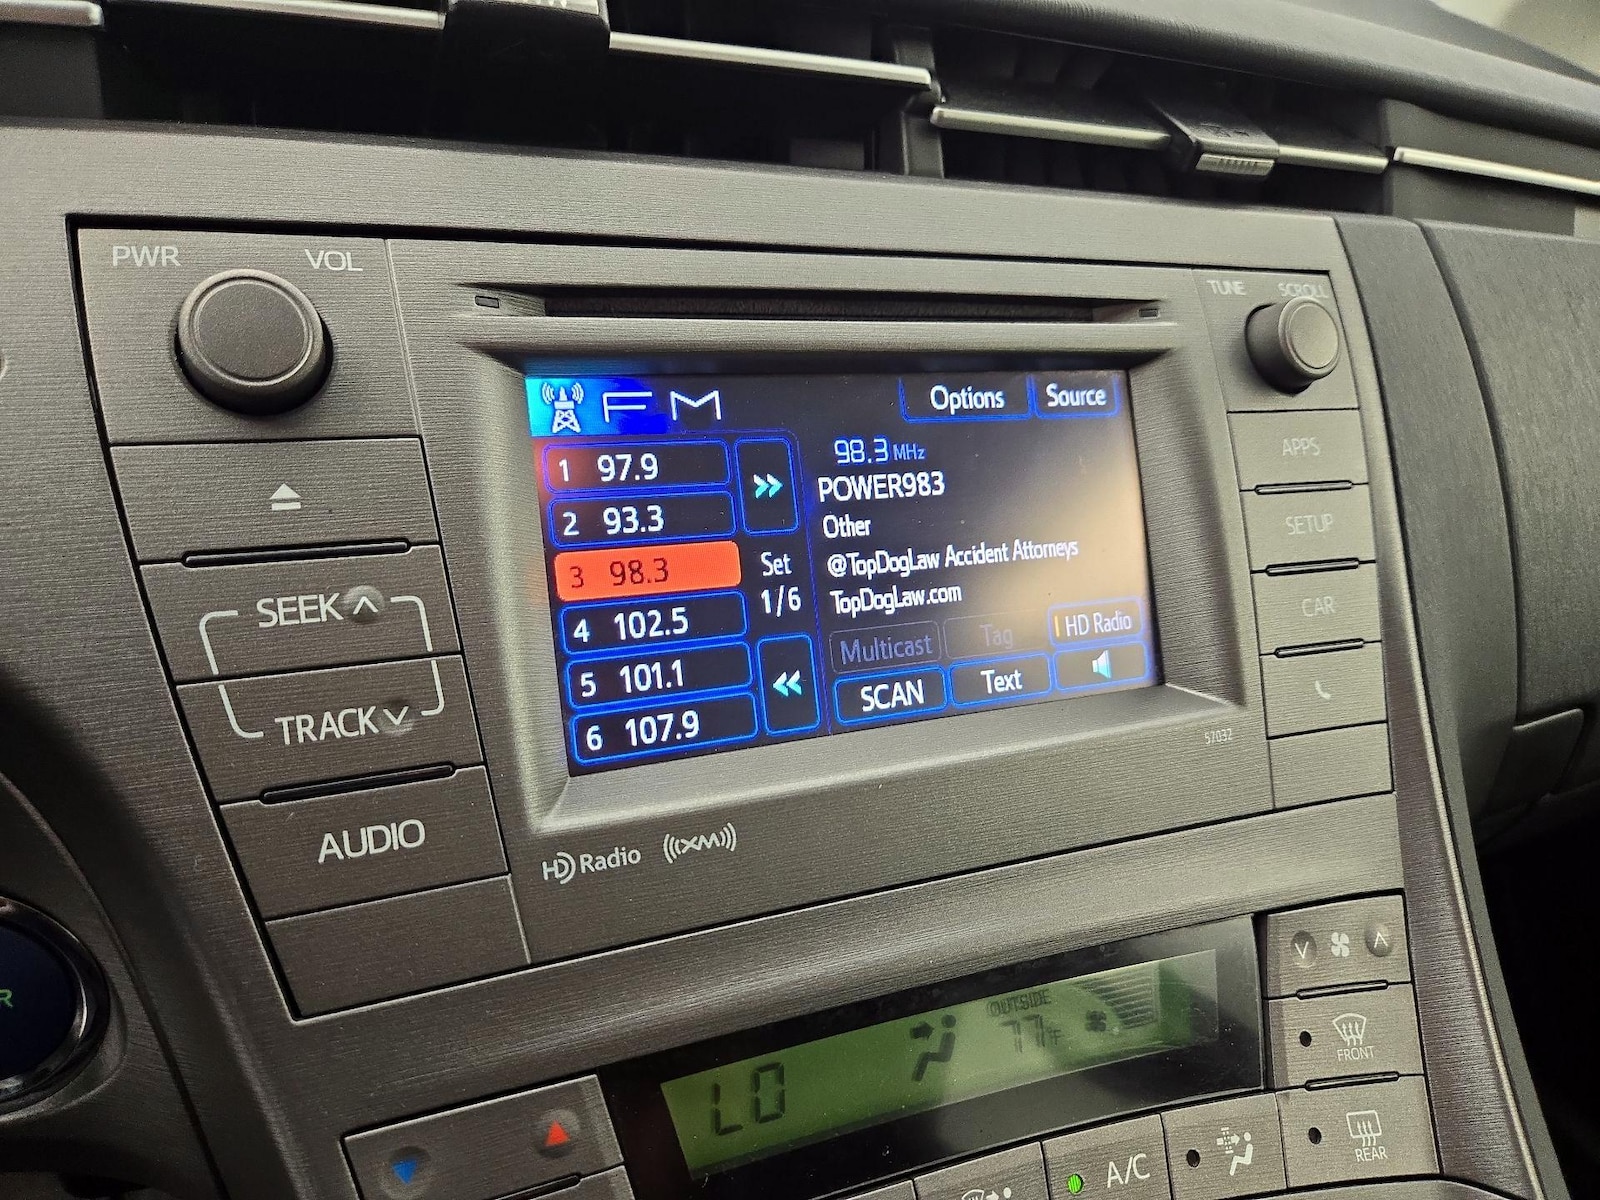 PWR VOL
TUNE SCROLL
FM Options Source
1 97.9
2 93.3
3 98.3
4 102.5
5 101.1
6 107.9
Set
1/6
98.3 MHz
POWER983
Other
@TopDogLaw Accident Attorneys
TopDogLaw.com
Multicast Tag HD Radio
SCAN Text
SEEK
TRACK
AUDIO
APPS
SETUP
CAR
57032
HD Radio XM
LO
OUTSIDE
77°F
FRONT
REAR
A/C
R